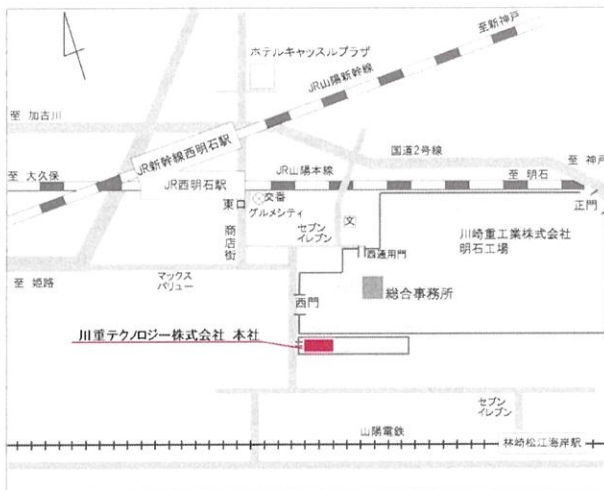 至新神戸
ホテルキャッスルプラザ
JR山陽新幹線
至 加古川
JR新幹線西明石駅
国道2号線
至 大久保
JR西明石駅
JR山陽本線
至 明石
至 神戸
東口
交番
グルメシティ
正門
商店街
セブン
イレブン
文
川崎重工業株式会社
明石工場
西通用門
至 姫路
マックス
バリュー
西門
総合事務所
川重テクノロジー株式会社 本社
セブン
イレブン
山陽電鉄
林崎松江海岸駅